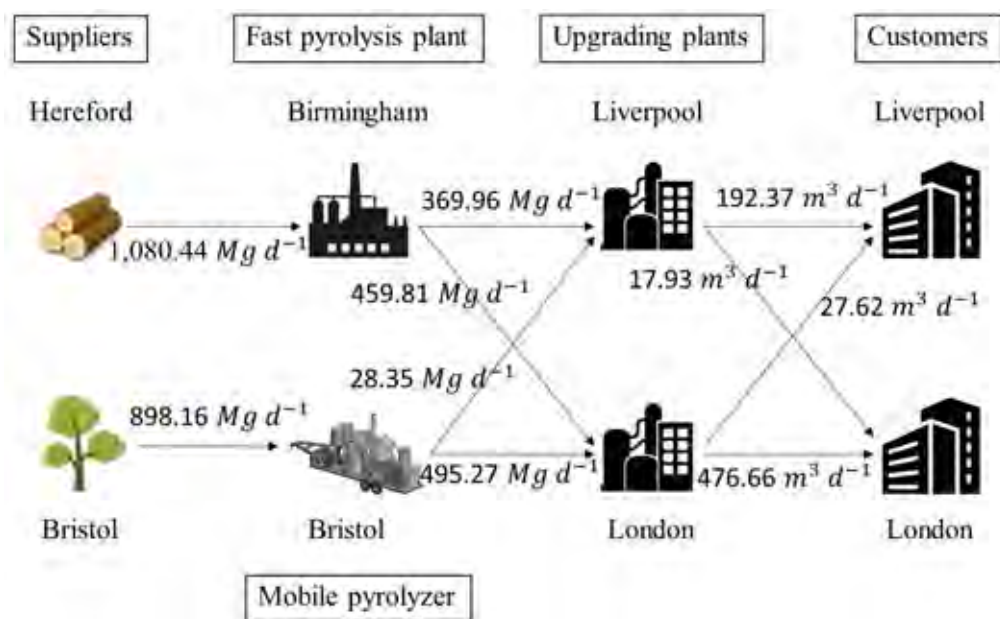 Suppliers
Fast pyrolysis plant
Upgrading plants
Customers
Hereford
Birmingham
Liverpool
Liverpool
1,080.44 Mg d⁻¹
369.96 Mg d⁻¹
192.37 m³ d⁻¹
459.81 Mg d⁻¹
17.93 m³ d⁻¹
27.62 m³ d⁻¹
898.16 Mg d⁻¹
28.35 Mg d⁻¹
495.27 Mg d⁻¹
476.66 m³ d⁻¹
Bristol
Bristol
London
London
Mobile pyrolyzer